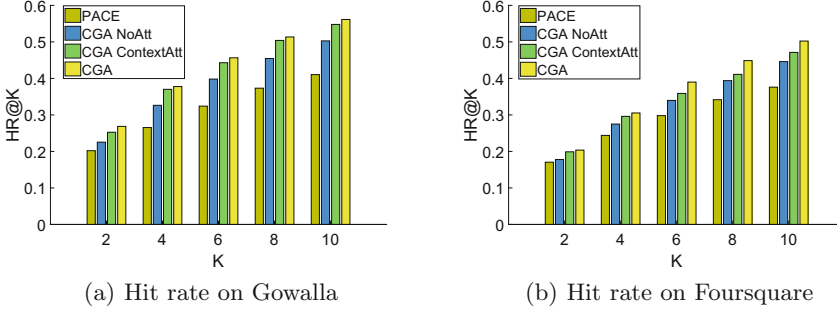 0.6
0.5
0.4
0.3
0.2
0.1
0
HR@K
PACE
CGA NoAtt
CGA ContextAtt
CGA
2 4 6 8 10
K
(a) Hit rate on Gowalla
0.6
0.5
0.4
0.3
0.2
0.1
0
HR@K
PACE
CGA NoAtt
CGA ContextAtt
CGA
2 4 6 8 10
K
(b) Hit rate on Foursquare